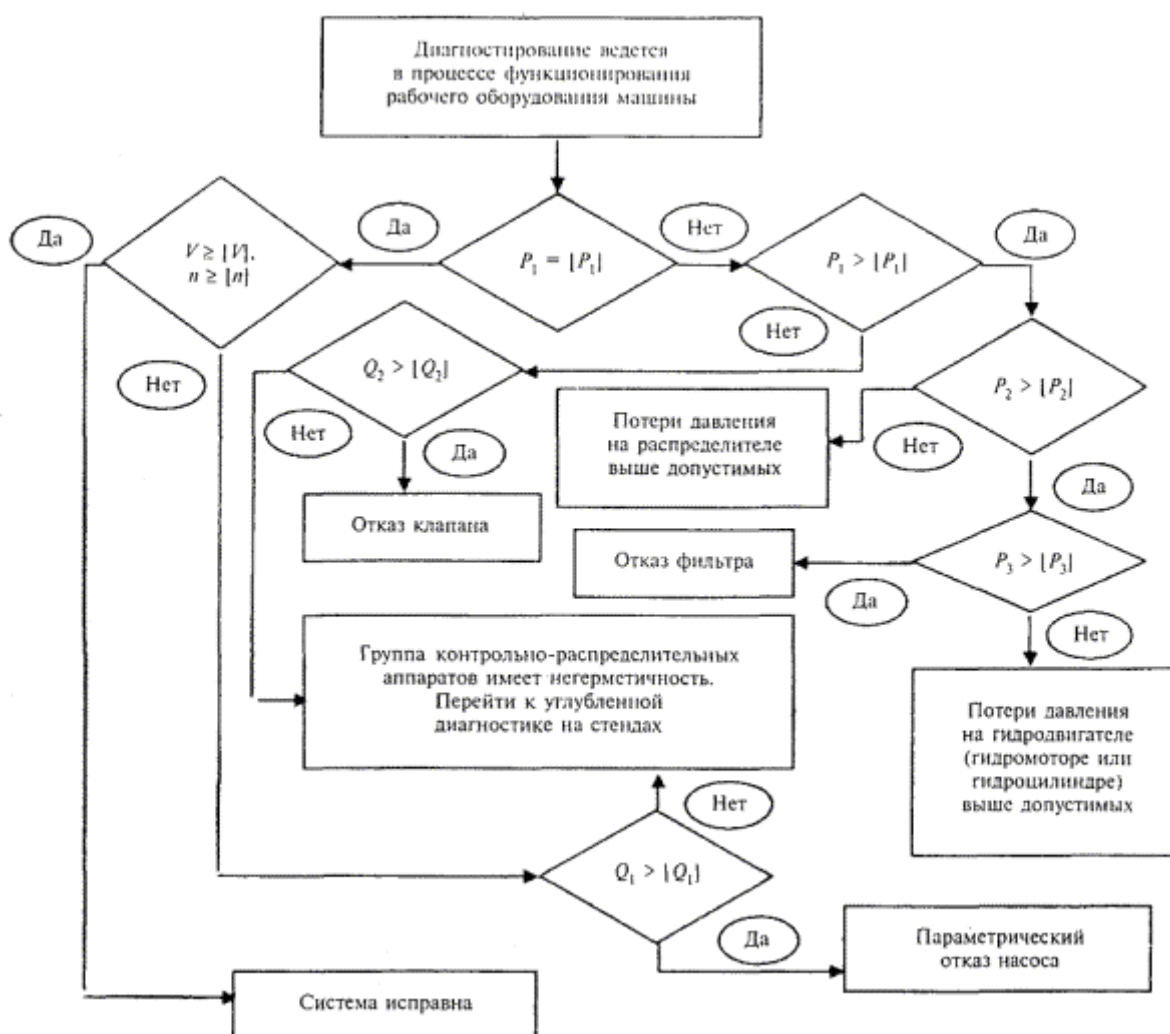 Диагностирование ведется
в процессе функционирования
рабочего оборудования машины
Да
V ≥ [V],
n ≥ [n]
Да
P₁ = [P₁]
Нет
P₁ > [P₁]
Да
Нет
Q₂ > [Q₂]
Нет
P₂ > [P₂]
Нет
Да
Потери давления
на распределителе
выше допустимых
Нет
Да
Отказ клапана
Отказ фильтра
Да
P₃ > [P₃]
Нет
Группа контрольно-распределительных
аппаратов имеет негерметичность.
Перейти к углубленной
диагностике на стендах
Потери давления
на гидродвигателе
(гидромоторе или
гидроцилиндре)
выше допустимых
Нет
Q₁ > [Q₁]
Да
Параметрический
отказ насоса
Система исправна